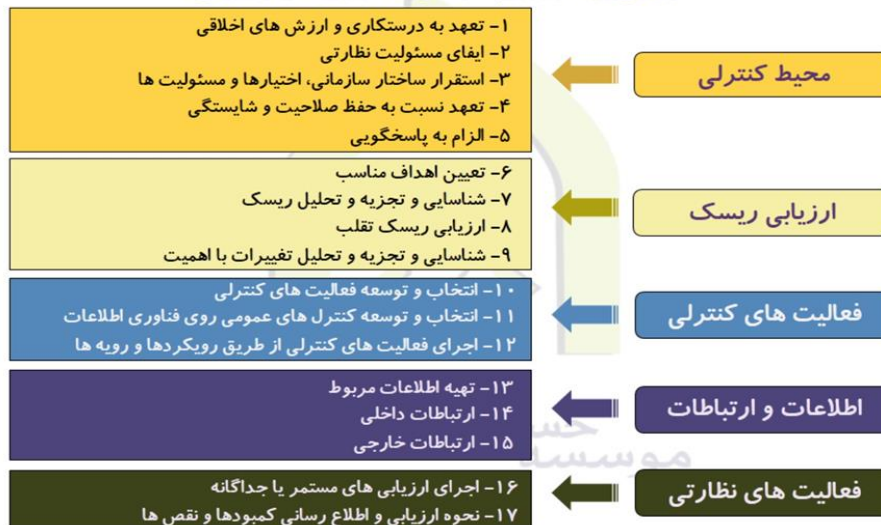 محیط کنترلی
۱- تعهد به درستکاری و ارزش های اخلاقی
۲- ایفای مسئولیت نظارتی
۳- استقرار ساختار سازمانی، اختیارها و مسئولیت ها
۴- تعهد نسبت به حفظ صلاحیت و شایستگی
۵- الزام به پاسخگویی
ارزیابی ریسک
۶- تعیین اهداف مناسب
۷- شناسایی و تجزیه و تحلیل ریسک
۸- ارزیابی ریسک تقلب
۹- شناسایی و تجزیه و تحلیل تغییرات با اهمیت
فعالیت های کنترلی
۱۰- انتخاب و توسعه فعالیت های کنترلی
۱۱- انتخاب و توسعه کنترل های عمومی روی فناوری اطلاعات
۱۲- اجرای فعالیت های کنترلی از طریق رویکردها و رویه ها
اطلاعات و ارتباطات
۱۳- تهیه اطلاعات مربوط
۱۴- ارتباطات داخلی
۱۵- ارتباطات خارجی
موسسه
فعالیت های نظارتی
۱۶- اجرای ارزیابی های مستمر یا جداگانه
۱۷- نحوه ارزیابی و اطلاع رسانی کمبودها و نقص ها